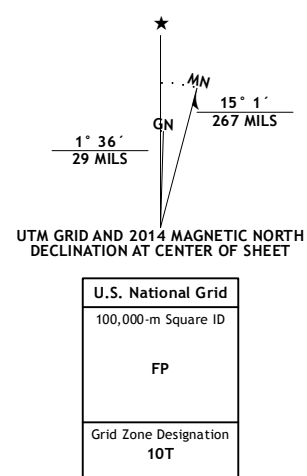 ★
MN
GN
15° 1´
267 MILS
1° 36´
29 MILS
UTM GRID AND 2014 MAGNETIC NORTH
DECLINATION AT CENTER OF SHEET
U.S. National Grid
100,000-m Square ID
FP
Grid Zone Designation
10T